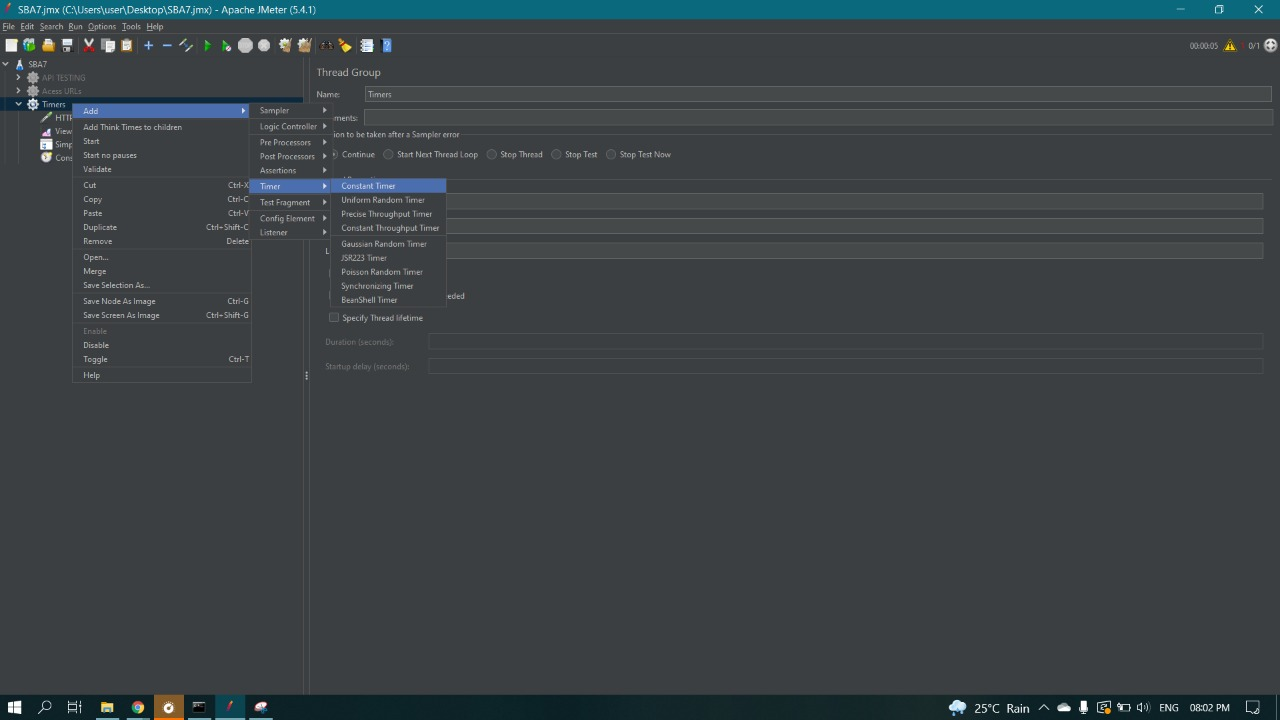 SBA7.jmx (C:\Users\user\Desktop\SBA7.jmx) - Apache JMeter (5.4.1)
File Edit Search Run Options Tools Help
00:00:05 0/1
SBA7
API TESTING
Acess URLs
Timers
HTTP
View
Simp
Cons
Add
Add Think Times to children
Start
Start no pauses
Validate
Cut Ctrl-X
Copy Ctrl-C
Paste Ctrl-V
Duplicate Ctrl+Shift-C
Remove Delete
Open...
Merge
Save Selection As...
Save Node As Image Ctrl-G
Save Screen As Image Ctrl+Shift-G
Enable
Disable
Toggle Ctrl-T
Help
Sampler
Logic Controller
Pre Processors
Post Processors
Assertions
Timer
Test Fragment
Config Element
Listener
Constant Timer
Uniform Random Timer
Precise Throughput Timer
Constant Throughput Timer
Gaussian Random Timer
JSR223 Timer
Poisson Random Timer
Synchronizing Timer
BeanShell Timer
Thread Group
Name: Timers
ments:
ion to be taken after a Sampler error
Continue Start Next Thread Loop Stop Thread Stop Test Stop Test Now
eded
Specify Thread lifetime
Duration (seconds):
Startup delay (seconds):
25°C Rain ENG 08:02 PM